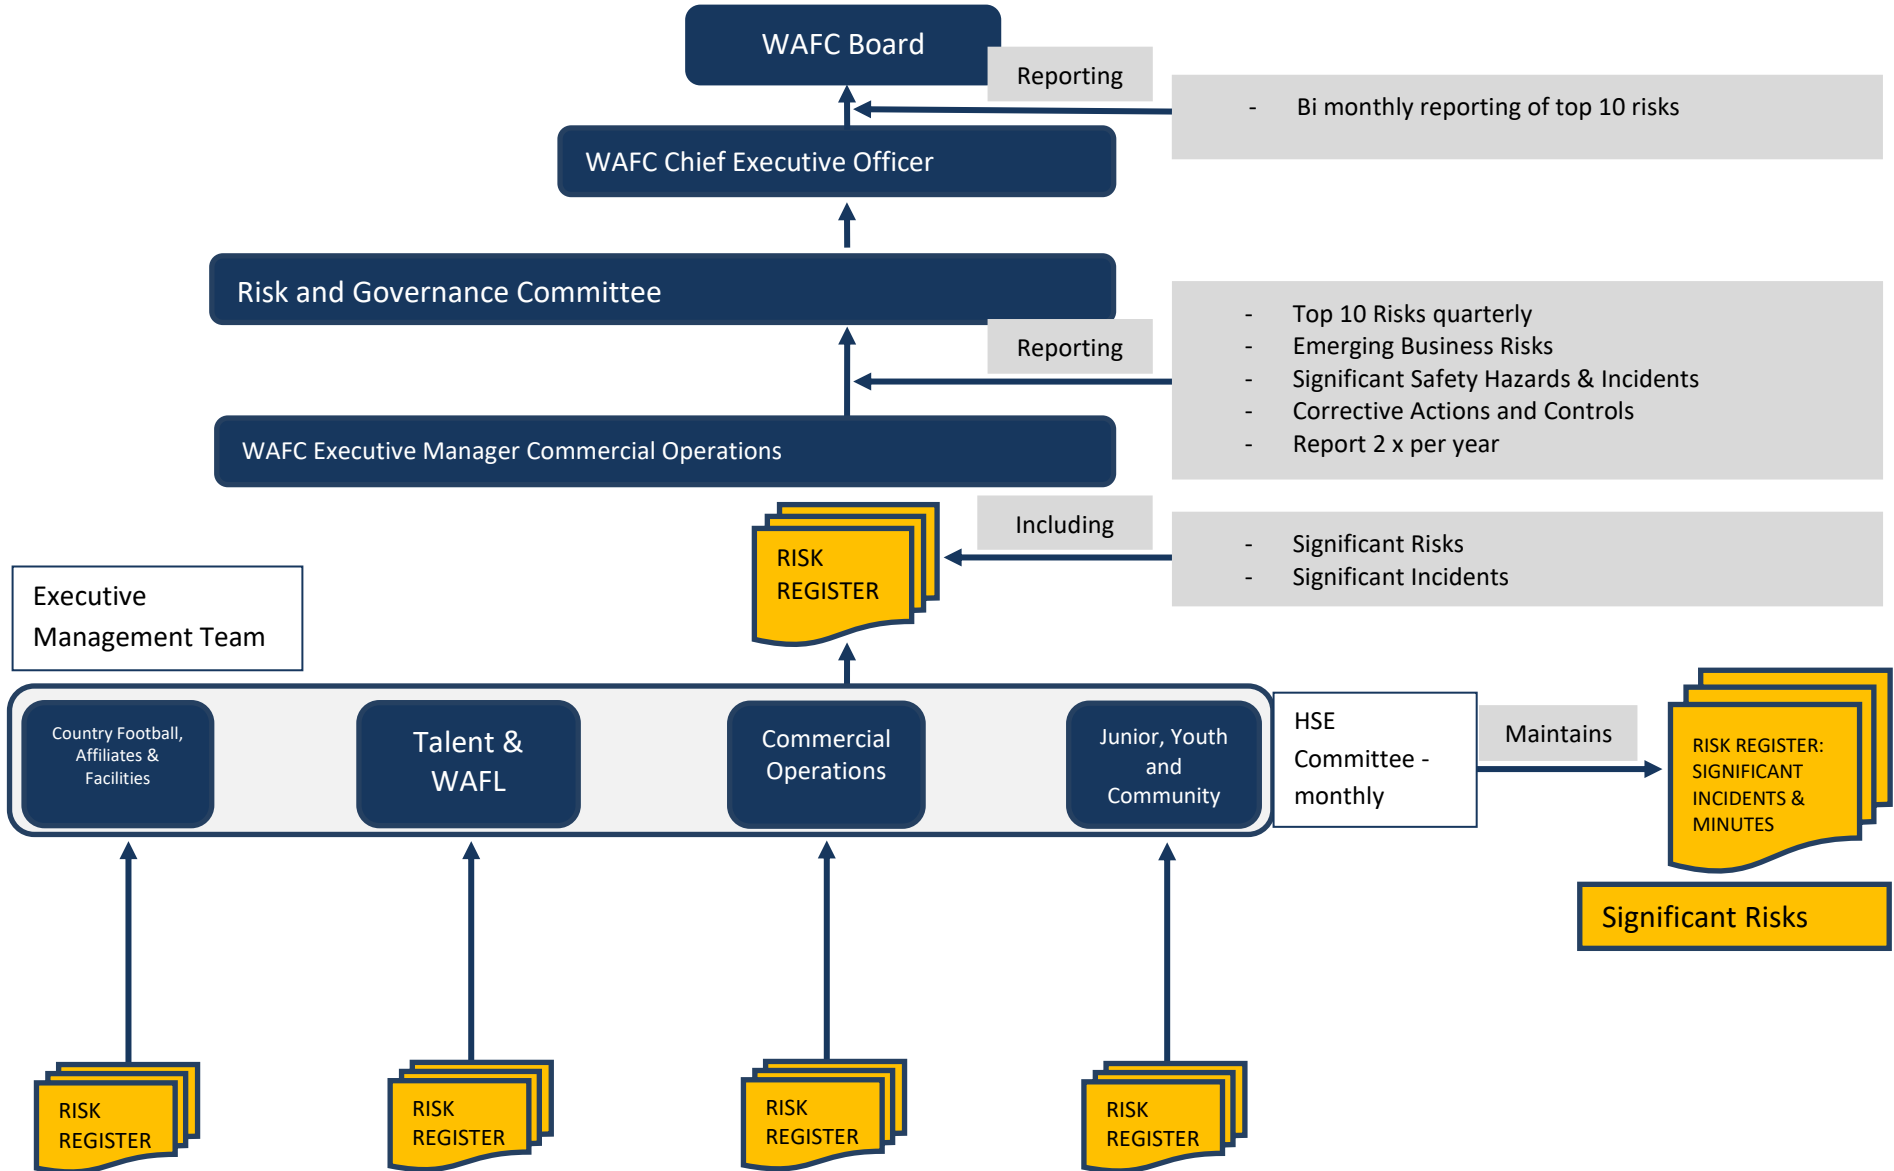 WAFC Board
Reporting
- Bi monthly reporting of top 10 risks
WAFC Chief Executive Officer
Risk and Governance Committee
Reporting
- Top 10 Risks quarterly
- Emerging Business Risks
- Significant Safety Hazards & Incidents
- Corrective Actions and Controls
- Report 2 x per year
WAFC Executive Manager Commercial Operations
RISK
REGISTER
Including
- Significant Risks
- Significant Incidents
Executive
Management Team
Country Football,
Affiliates &
Facilities
Talent &
WAFL
Commercial
Operations
Junior, Youth
and
Community
HSE
Committee -
monthly
Maintains
RISK REGISTER:
SIGNIFICANT
INCIDENTS &
MINUTES
Significant Risks
RISK
REGISTER
RISK
REGISTER
RISK
REGISTER
RISK
REGISTER